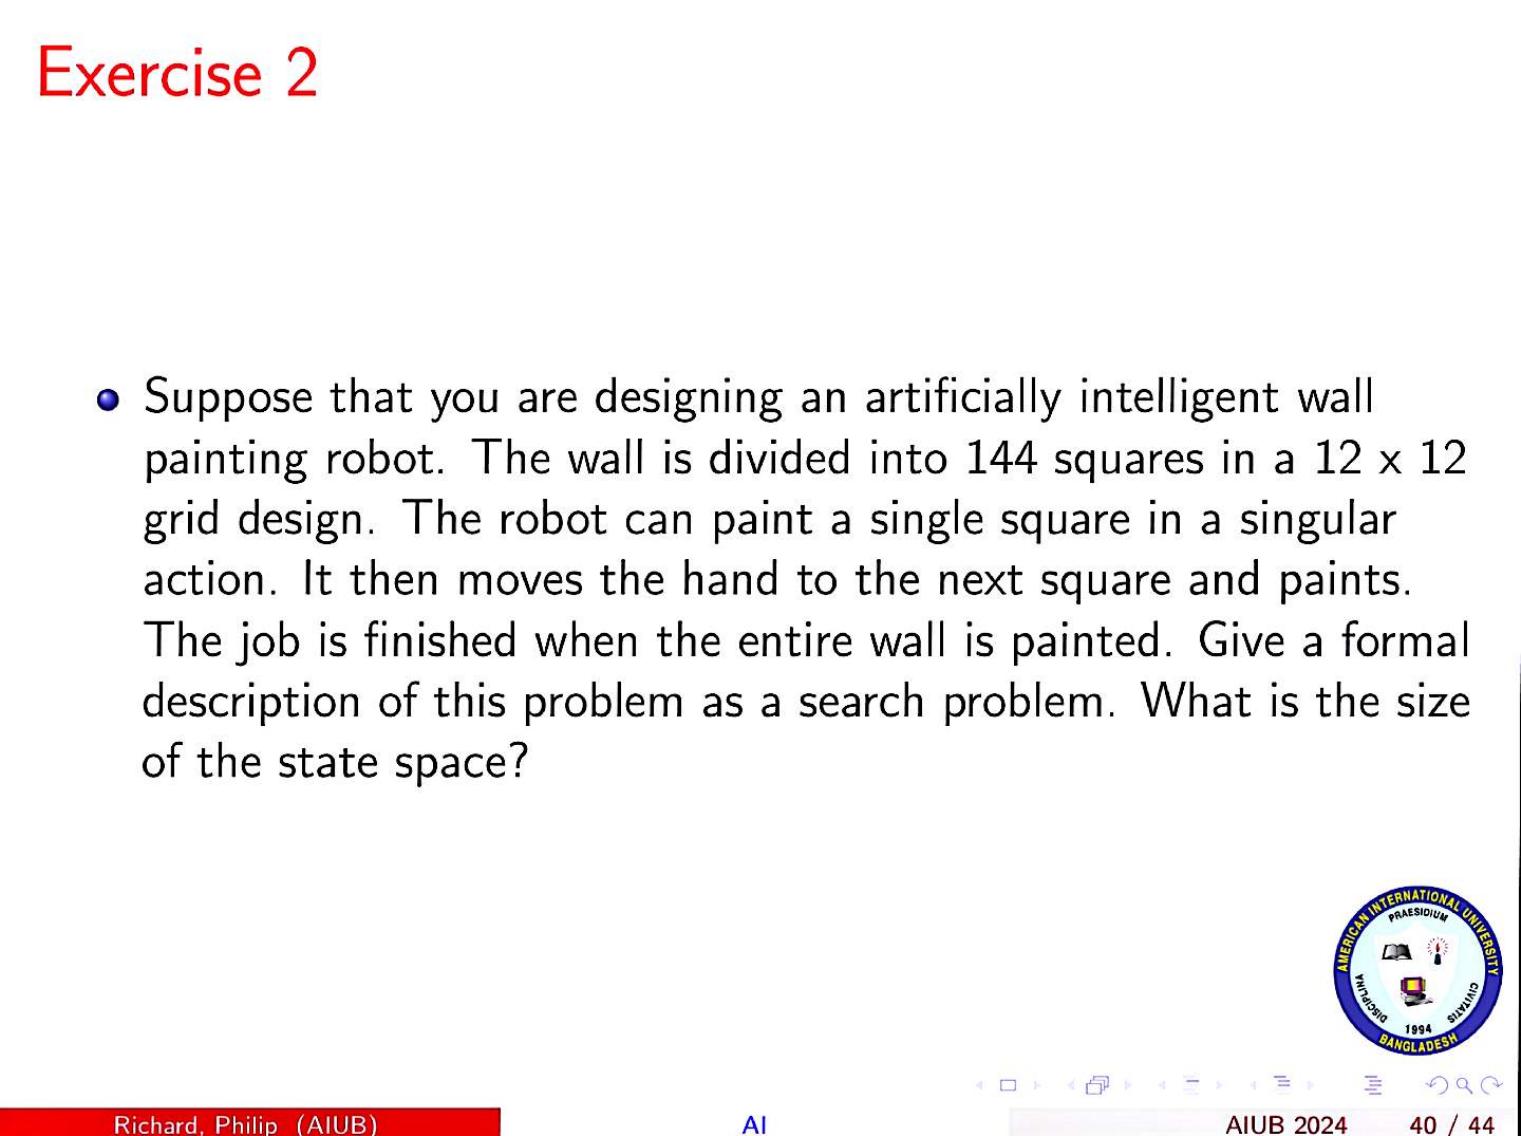 Exercise 2
Suppose that you are designing an artificially intelligent wall
painting robot. The wall is divided into 144 squares in a 12 x 12
grid design. The robot can paint a single square in a singular
action. It then moves the hand to the next square and paints.
The job is finished when the entire wall is painted. Give a formal
description of this problem as a search problem. What is the size
of the state space?
AMERICAN INTERNATIONAL UNIVERSITY
PRAESIDIUM
DISCIPLINA
CIVITATIS
1994
BANGLADESH
Richard, Philip (AIUB) AI AIUB 2024 40 / 44